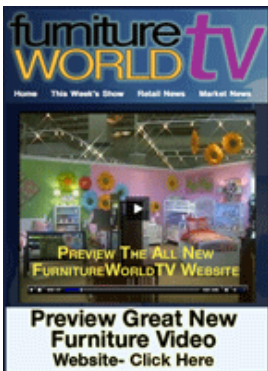 furniture
WORLD tv
Home This Week's Show Retail News Market News
PREVIEW THE ALL NEW
FURNITUREWORLDTV WEBSITE
Preview Great New
Furniture Video
Website- Click Here